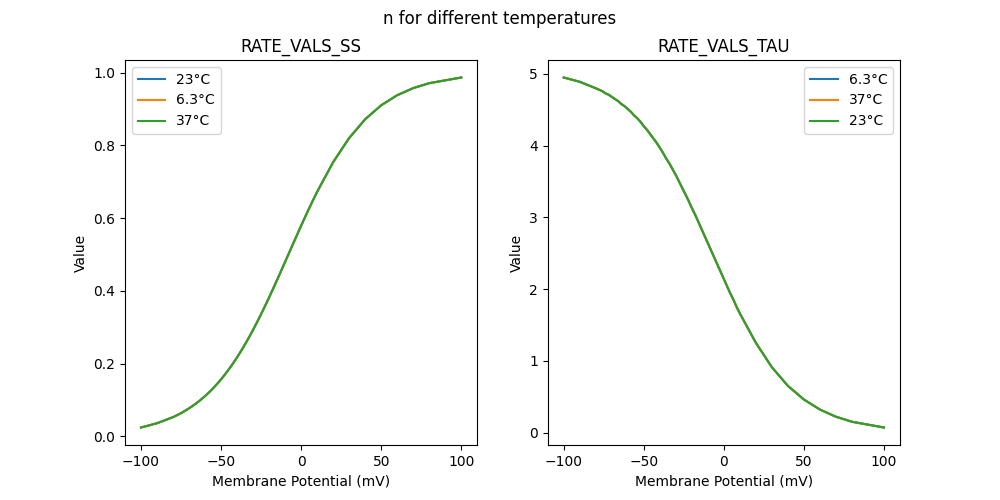 n for different temperatures
RATE_VALS_SS
RATE_VALS_TAU
23°C
6.3°C
37°C
6.3°C
37°C
23°C
1.0
0.8
0.6
0.4
0.2
0.0
Value
−100
−50
0
50
100
Membrane Potential (mV)
5
4
3
2
1
0
Value
−100
−50
0
50
100
Membrane Potential (mV)